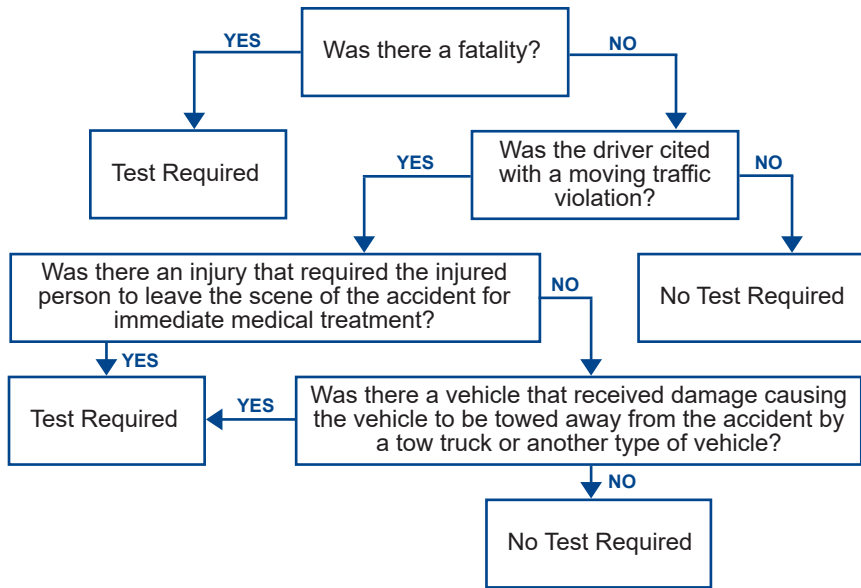 Was there a fatality?
YES
NO
Test Required
Was the driver cited
with a moving traffic
violation?
YES
NO
Was there an injury that required the injured
person to leave the scene of the accident for
immediate medical treatment?
NO
No Test Required
YES
Test Required
YES
Was there a vehicle that received damage causing
the vehicle to be towed away from the accident by
a tow truck or another type of vehicle?
NO
No Test Required